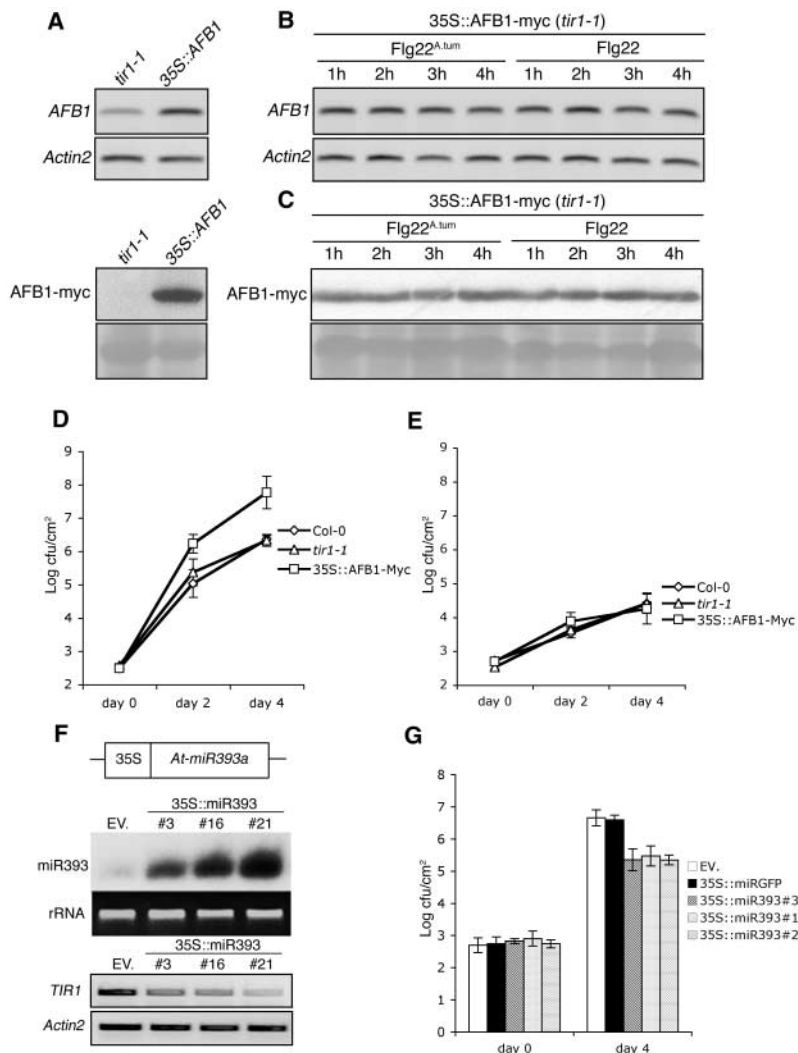 A
tir1-1
35S::AFB1
AFB1
Actin2
tir1-1
35S::AFB1
AFB1-myc
B
35S::AFB1-myc (tir1-1)
Flg22A.tum Flg22
1h 2h 3h 4h 1h 2h 3h 4h
AFB1
Actin2
C
35S::AFB1-myc (tir1-1)
Flg22A.tum Flg22
1h 2h 3h 4h 1h 2h 3h 4h
AFB1-myc
D
Log cfu/cm²
9
8
7
6
5
4
3
2
day 0 day 2 day 4
Col-0
tir1-1
35S::AFB1-Myc
E
Log cfu/cm²
9
8
7
6
5
4
3
2
day 0 day 2 day 4
Col-0
tir1-1
35S::AFB1-Myc
F
35S At-miR393a
35S::miR393
EV. #3 #16 #21
miR393
rRNA
35S::miR393
EV. #3 #16 #21
TIR1
Actin2
G
Log cfu/cm²
8
7
6
5
4
3
2
1
0
day 0 day 4
EV.
35S::miRGFP
35S::miR393#3
35S::miR393#1
35S::miR393#2